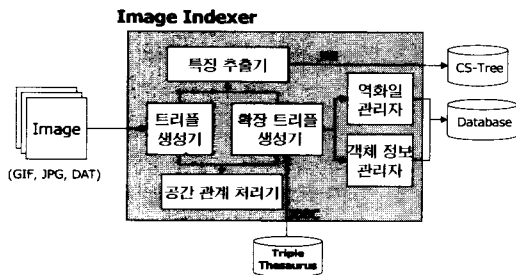 Image Indexer
특징 추출기
CS-Tree
역화일
관리자
Image
트리플
생성기
확장 트리플
생성기
Database
객체 정보
관리자
(GIF, JPG, DAT)
공간 관계 처리기
Triple
Thesaurus